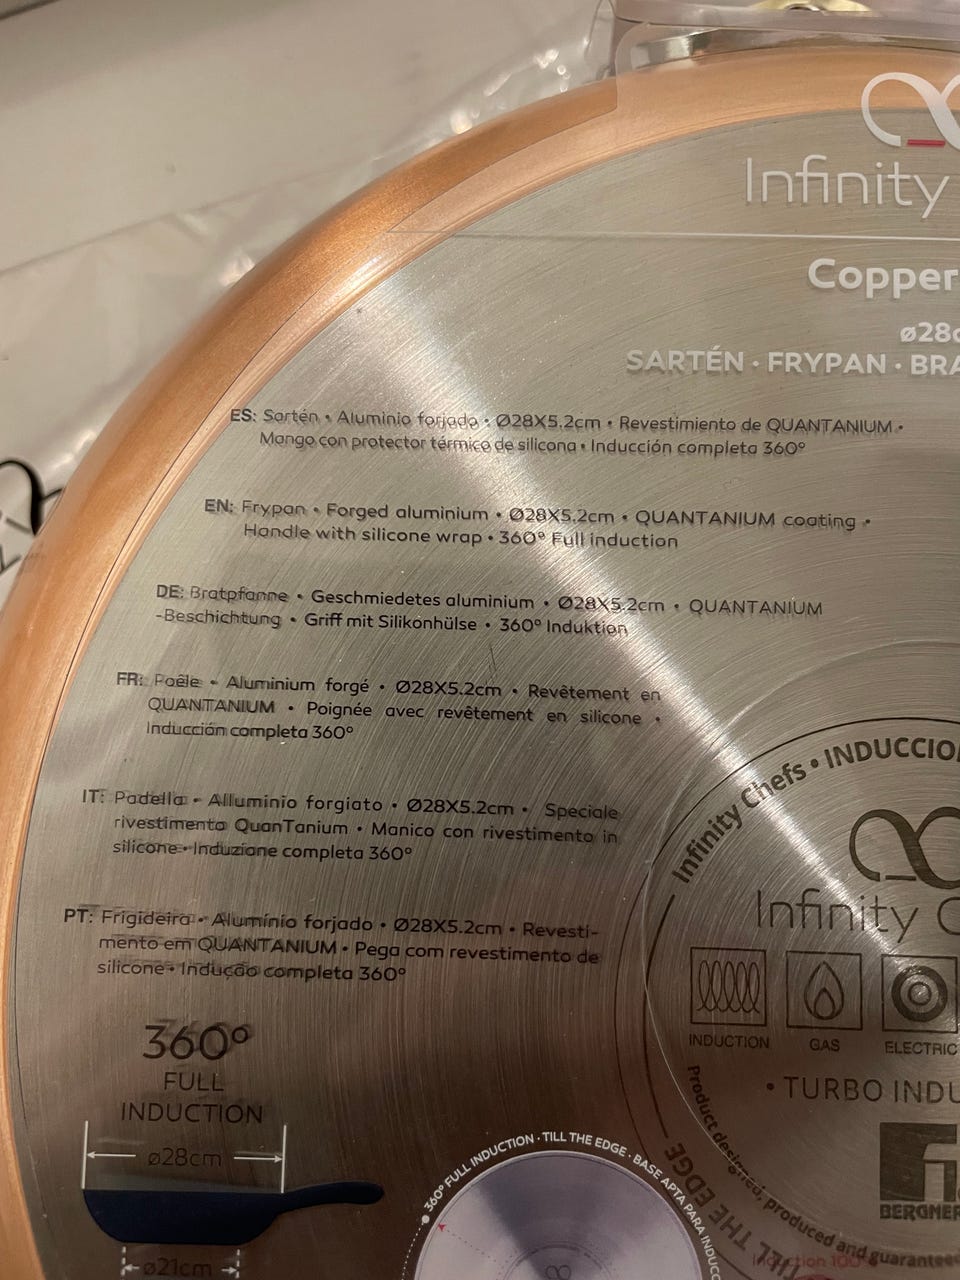 Infinity
Copper
ø28c
SARTÉN · FRYPAN · BRA
ES: Sartén • Aluminio forjado • Ø28X5.2cm • Revestimiento de QUANTANIUM •
Mango con protector térmico de silicona • Inducción completa 360°
EN: Frypan • Forged aluminium • Ø28X5.2cm • QUANTANIUM coating •
Handle with silicone wrap • 360° Full induction
DE: Bratpfanne • Geschmiedetes aluminium • Ø28X5.2cm • QUANTANIUM
-Beschichtung • Griff mit Silikonhülse • 360° Induktion
FR: Poêle • Aluminium forgé • Ø28X5.2cm • Revêtement en
QUANTANIUM • Poignée avec revêtement en silicone •
Inducción completa 360°
IT: Padella • Alluminio forgiato • Ø28X5.2cm • Speciale
rivestimento QuanTanium • Manico con rivestimento in
silicone • Induzione completa 360°
PT: Frigideira • Alumínio forjado • Ø28X5.2cm • Revesti-
mento em QUANTANIUM • Pega com revestimento de
silicone • Indução completa 360°
360°
FULL
INDUCTION
ø28cm
ø21cm
360° FULL INDUCTION · TILL THE EDGE · BASE APTA PARA INDUCC
Infinity Chefs • INDUCCIO
Infinity C
INDUCTION GAS ELECTRIC
• TURBO INDU
BERGNER
Product designed, produced and guarantee
TILL THE EDGE
Induction 100%